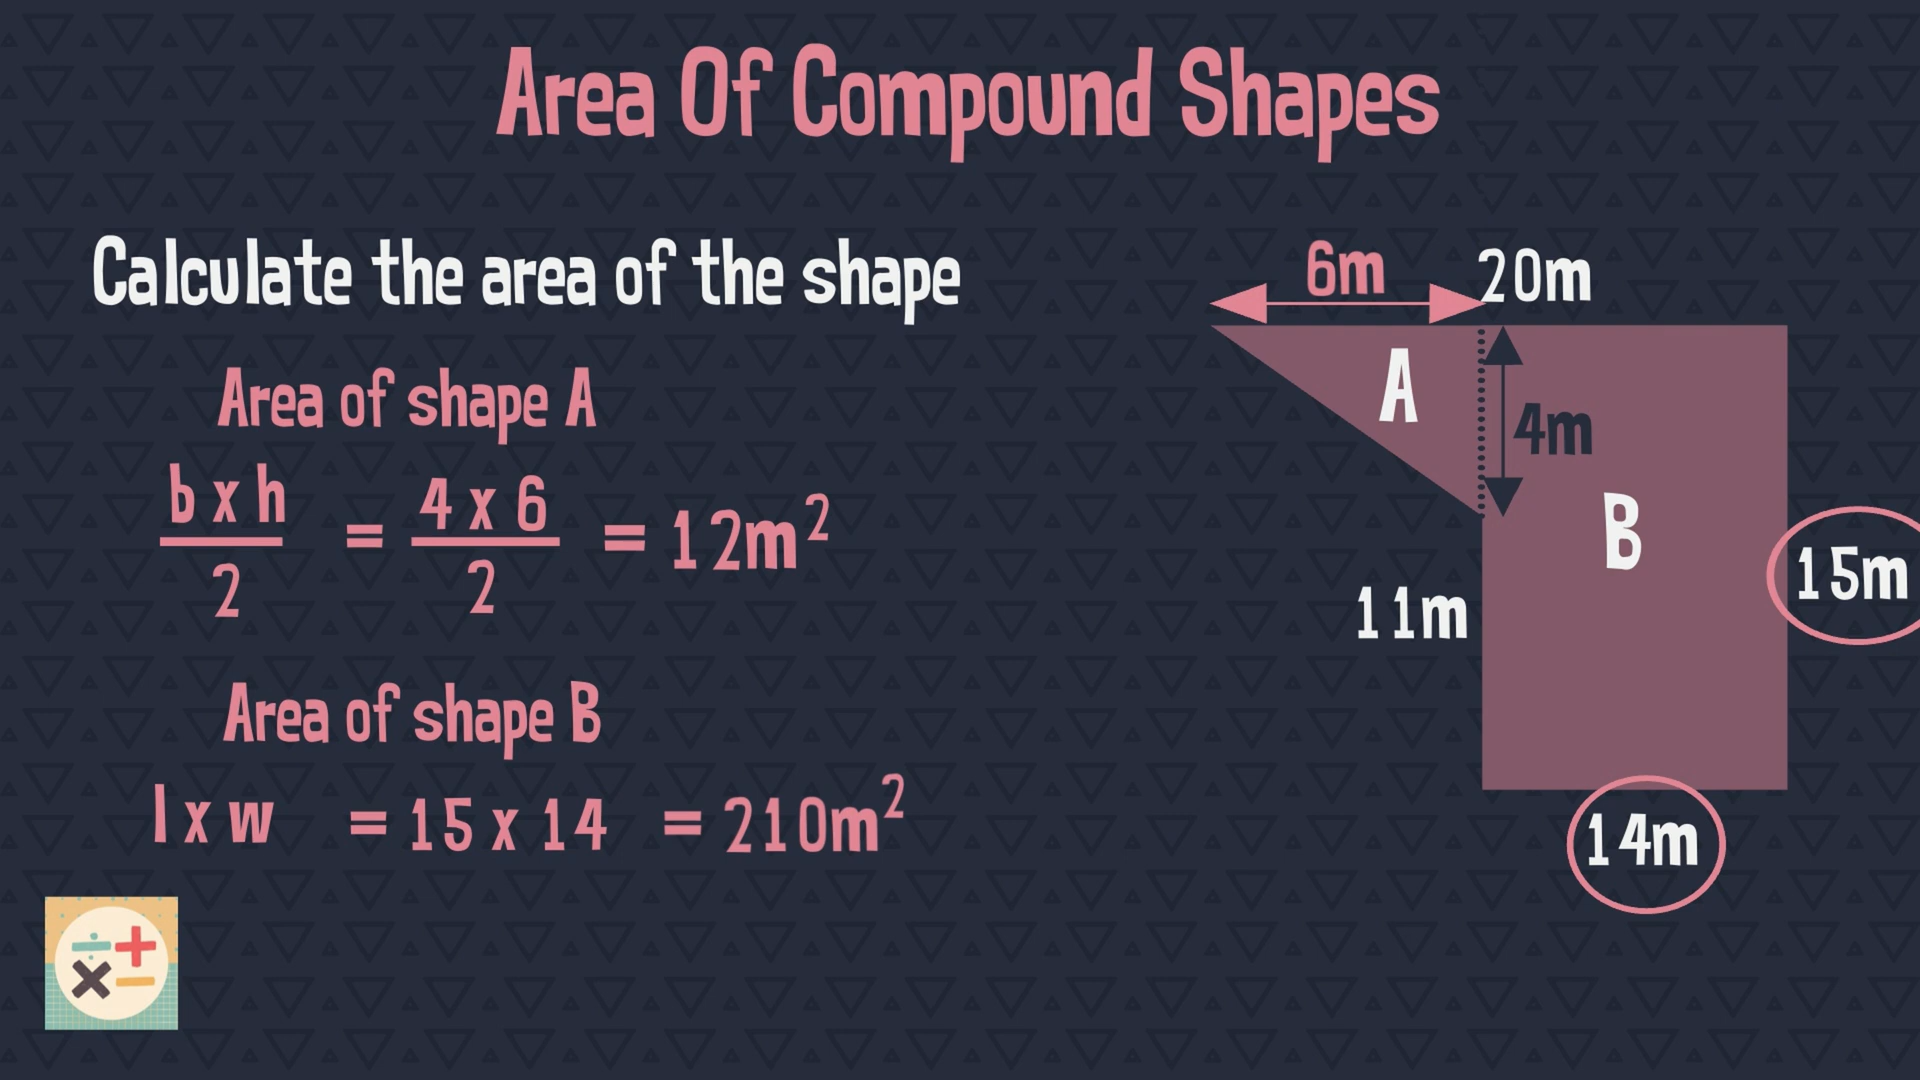 Area Of Compound Shapes
Calculate the area of the shape
6m 20m
Area of shape A
A
4m
b x h / 2 = 4 x 6 / 2 = 12m²
B
15m
11m
Area of shape B
l x w = 15 x 14 = 210m²
14m